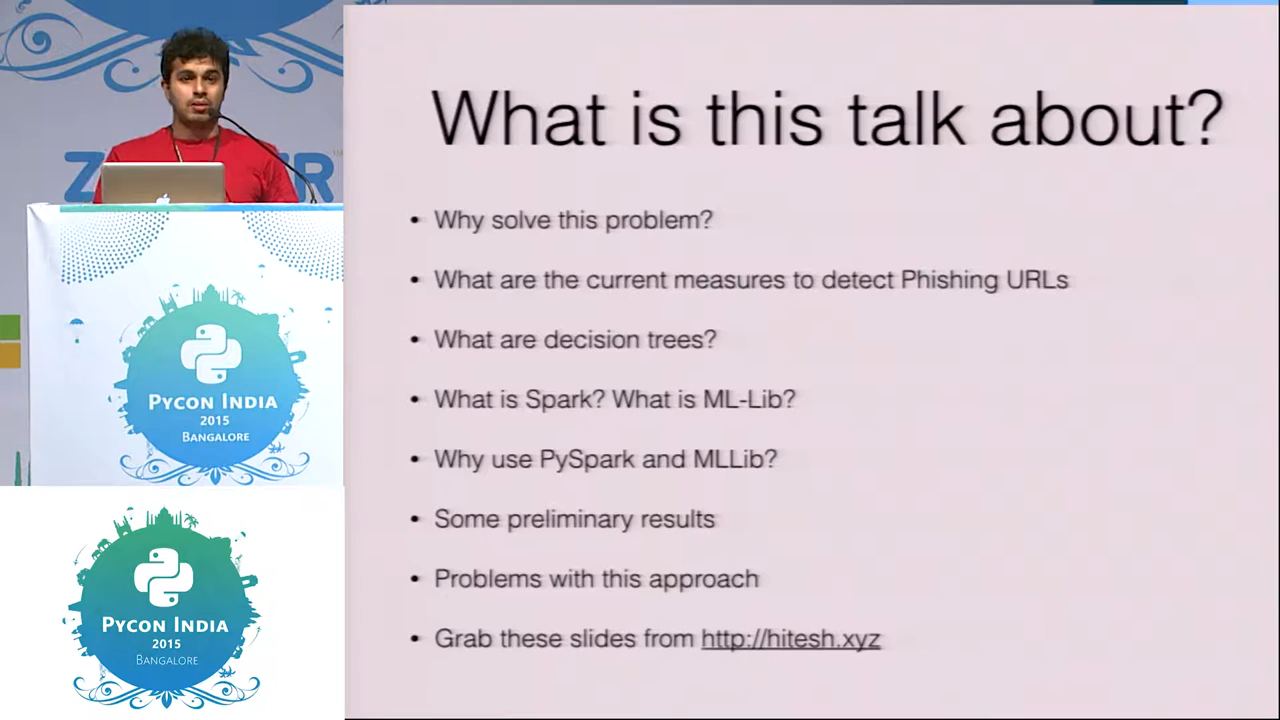 What is this talk about?
• Why solve this problem?
• What are the current measures to detect Phishing URLs
• What are decision trees?
• What is Spark? What is ML-Lib?
• Why use PySpark and MLLib?
• Some preliminary results
• Problems with this approach
• Grab these slides from http://hitesh.xyz
PYCON INDIA
2015
BANGALORE
PYCON INDIA
2015
BANGALORE